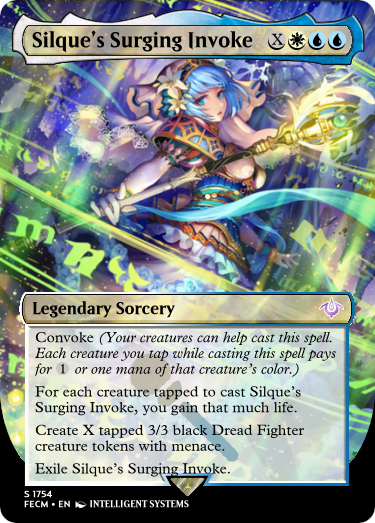 Silque's Surging Invoke X
Legendary Sorcery
Convoke (Your creatures can help cast this spell.
Each creature you tap while casting this spell pays
for 1 or one mana of that creature's color.)
For each creature tapped to cast Silque's
Surging Invoke, you gain that much life.
Create X tapped 3/3 black Dread Fighter
creature tokens with menace.
Exile Silque's Surging Invoke.
S 1754
FECM • EN INTELLIGENT SYSTEMS